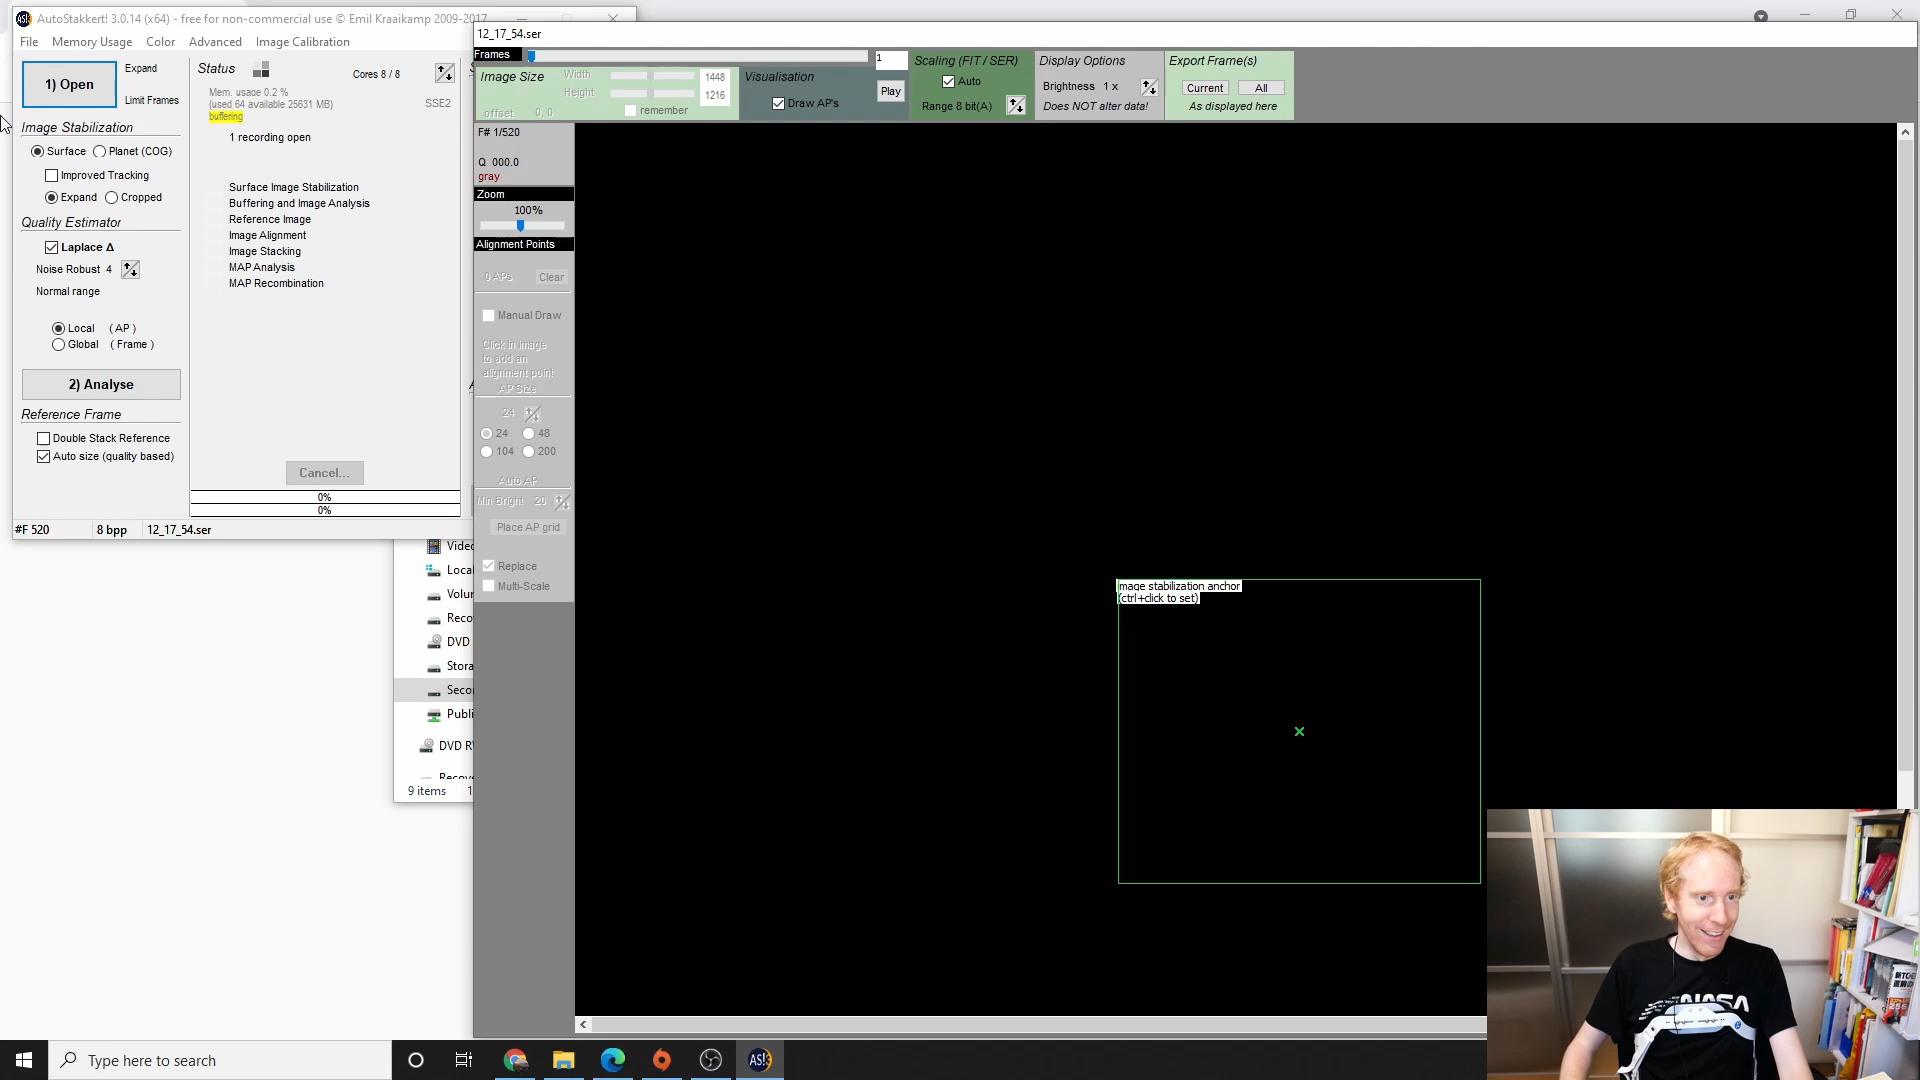 AutoStakkert! 3.0.14 (x64) - free for non-commercial use © Emil Kraaikamp 2009-2017
File Memory Usage Color Advanced Image Calibration
1) Open
Expand
Limit Frames
Status
Cores 8 / 8
Mem. usage 0.2 %
(used 64 available 25631 MB)
buffering
SSE2
1 recording open
Image Stabilization
Surface Planet (COG)
Improved Tracking
Expand Cropped
Quality Estimator
Laplace Δ
Noise Robust 4
Normal range
Local (AP)
Global (Frame)
2) Analyse
Reference Frame
Double Stack Reference
Auto size (quality based)
Surface Image Stabilization
Buffering and Image Analysis
Reference Image
Image Alignment
Image Stacking
MAP Analysis
MAP Recombination
Cancel...
0%
0%
#F 520 8 bpp 12_17_54.ser
DVD
DVD
9 items
12_17_54.ser
Frames
1
Image Size
Width 1448
Height 1216
offset 0, 0
remember
Visualisation
Draw AP's
Play
Scaling (FIT / SER)
Auto
Range 8 bit(A)
Display Options
Brightness 1 x
Does NOT alter data!
Export Frame(s)
Current All
As displayed here
F# 1/520
Q 000.0
gray
Zoom
100%
Alignment Points
0 APs Clear
Manual Draw
Click in image
to add an
alignment point
AP Size
24
24 48
104 200
Auto AP
Min Bright 20
Place AP grid
Replace
Multi-Scale
mage stabilization anchor
(ctrl+click to set)
NASA
Type here to search
AS!3